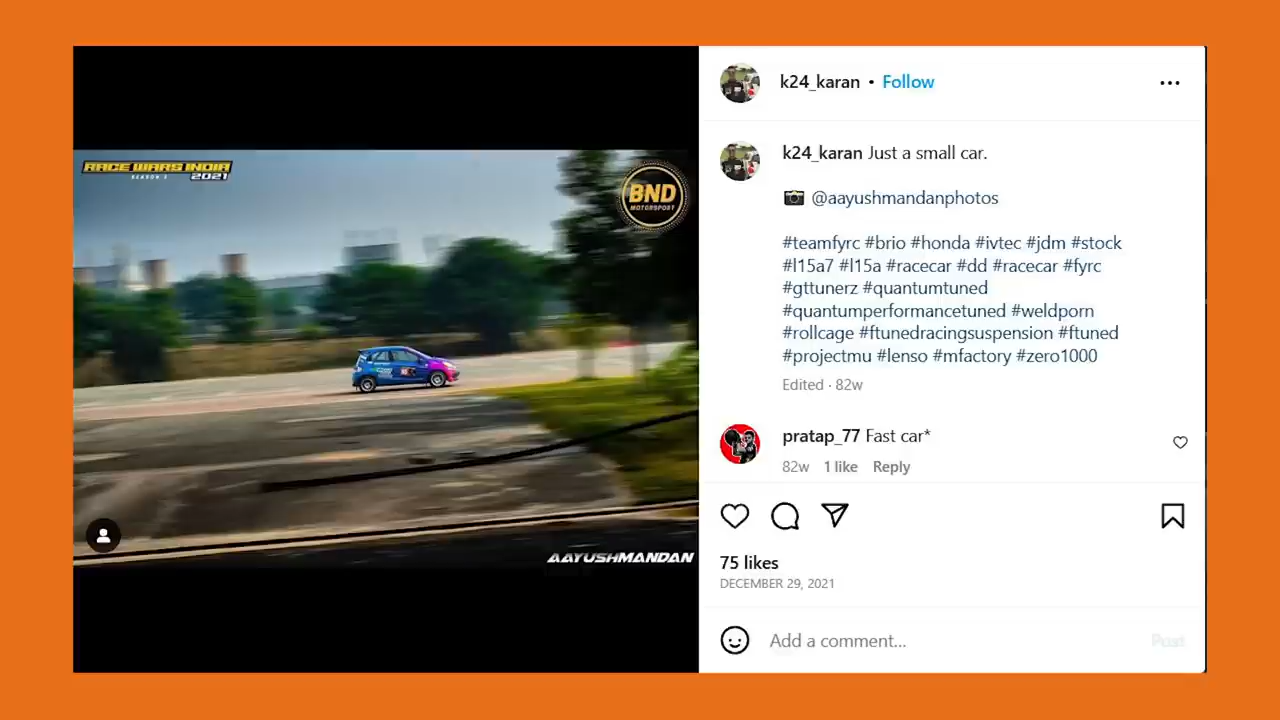 RACE WARS INDIA
SEASON 3
2021
BND
MOTORSPORT
AAYUSHMANDAN
k24_karan • Follow
k24_karan Just a small car.
@aayushmandanphotos
#teamfyrc #brio #honda #ivtec #jdm #stock
#l15a7 #l15a #racecar #dd #racecar #fyrc
#gttunerz #quantumtuned
#quantumperformancetuned #weldporn
#rollcage #ftunedracingsuspension #ftuned
#projectmu #lenso #mfactory #zero1000
Edited · 82w
pratap_77 Fast car*
82w 1 like Reply
75 likes
DECEMBER 29, 2021
Add a comment...
Post